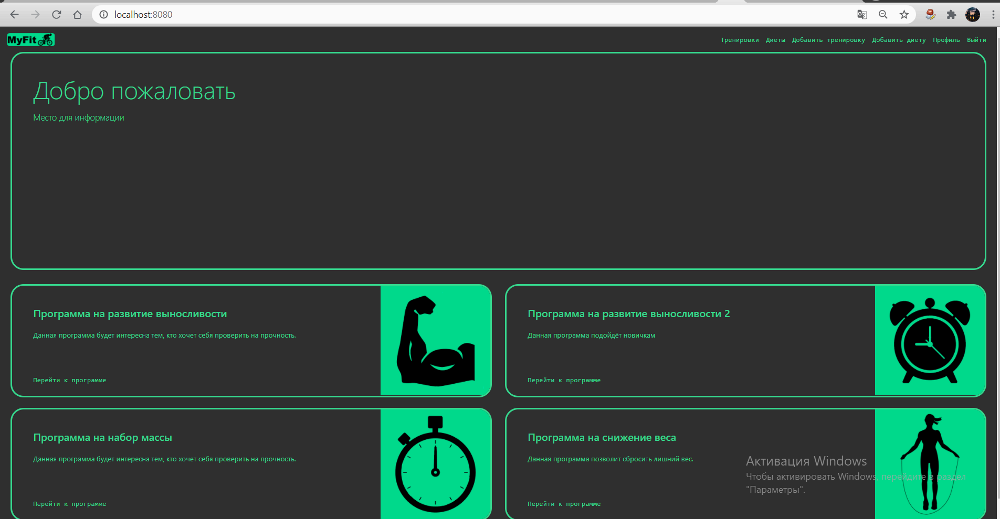 localhost:8080
MyFit
Тренировки Диеты Добавить тренировку Добавить диету Профиль Выйти
Добро пожаловать
Место для информации
Программа на развитие выносливости
Данная программа будет интересна тем, кто хочет себя проверить на прочность.
Перейти к программе
Программа на развитие выносливости 2
Данная программа подойдёт новичкам
Перейти к программе
Программа на набор массы
Данная программа будет интересна тем, кто хочет себя проверить на прочность.
Перейти к программе
Программа на снижение веса
Данная программа позволит сбросить лишний вес.
Перейти к программе
Активация Windows
Чтобы активировать Windows, перейдите в раздел
"Параметры".